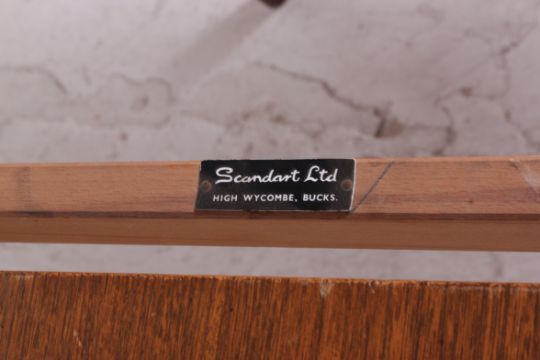 Scandart Ltd
HIGH WYCOMBE, BUCKS.